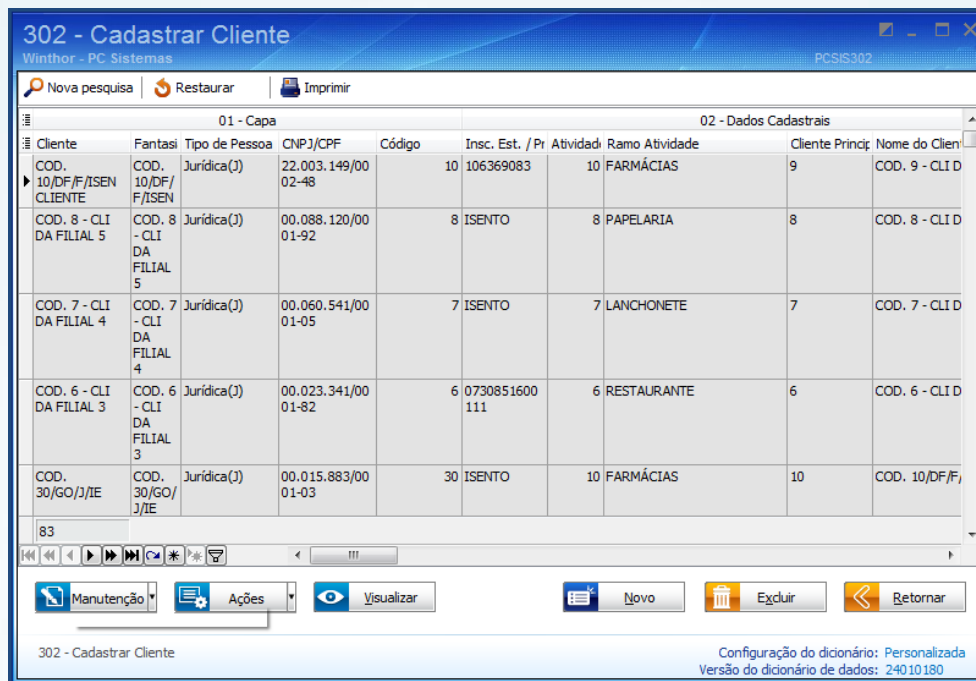 302 - Cadastrar Cliente
Winthor - PC Sistemas
PCSIS302
Nova pesquisa Restaurar Imprimir
01 - Capa 02 - Dados Cadastrais
Cliente Fantasi Tipo de Pessoa CNPJ/CPF Código Insc. Est. / Pr Atividad Ramo Atividade Cliente Princip Nome do Clien
COD. COD. Jurídica(J) 22.003.149/00 10 106369083 10 FARMÁCIAS 9 COD. 9 - CLI D
10/DF/F/ISEN 10/DF/ 02-48
CLIENTE F/ISEN
COD. 8 - CLI COD. 8 Jurídica(J) 00.088.120/00 8 ISENTO 8 PAPELARIA 8 COD. 8 - CLI D
DA FILIAL 5 - CLI 01-92
DA
FILIAL
5
COD. 7 - CLI COD. 7 Jurídica(J) 00.060.541/00 7 ISENTO 7 LANCHONETE 7 COD. 7 - CLI D
DA FILIAL 4 - CLI 01-05
DA
FILIAL
4
COD. 6 - CLI COD. 6 Jurídica(J) 00.023.341/00 6 0730851600 6 RESTAURANTE 6 COD. 6 - CLI D
DA FILIAL 3 - CLI 01-82 111
DA
FILIAL
3
COD. COD. Jurídica(J) 00.015.883/00 30 ISENTO 10 FARMÁCIAS 10 COD. 10/DF/F/
30/GO/J/IE 30/GO/ 01-03
J/IE
83
Manutenção Ações Visualizar Novo Excluir Retornar
302 - Cadastrar Cliente Configuração do dicionário: Personalizada
Versão do dicionário de dados: 24010180